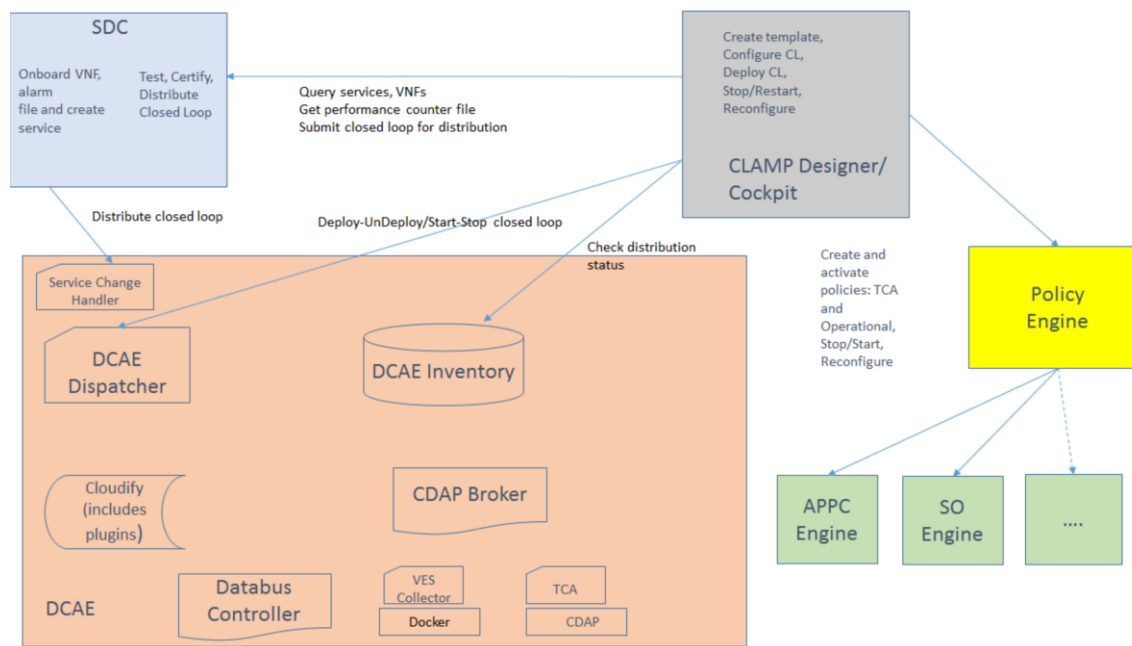 SDC
Onboard VNF,
alarm
file and create
service
Test, Certify,
Distribute
Closed Loop
Query services, VNFs
Get performance counter file
Submit closed loop for distribution
Create template,
Configure CL,
Deploy CL,
Stop/Restart,
Reconfigure
CLAMP Designer/
Cockpit
Distribute closed loop
Deploy-UnDeploy/Start-Stop closed loop
Check distribution
status
Service Change
Handler
DCAE
Dispatcher
DCAE Inventory
Create and
activate
policies: TCA
and
Operational,
Stop/Start,
Reconfigure
Policy
Engine
Cloudify
(includes
plugins)
CDAP Broker
APPC
Engine
SO
Engine
....
DCAE
Databus
Controller
VES
Collector
Docker
TCA
CDAP